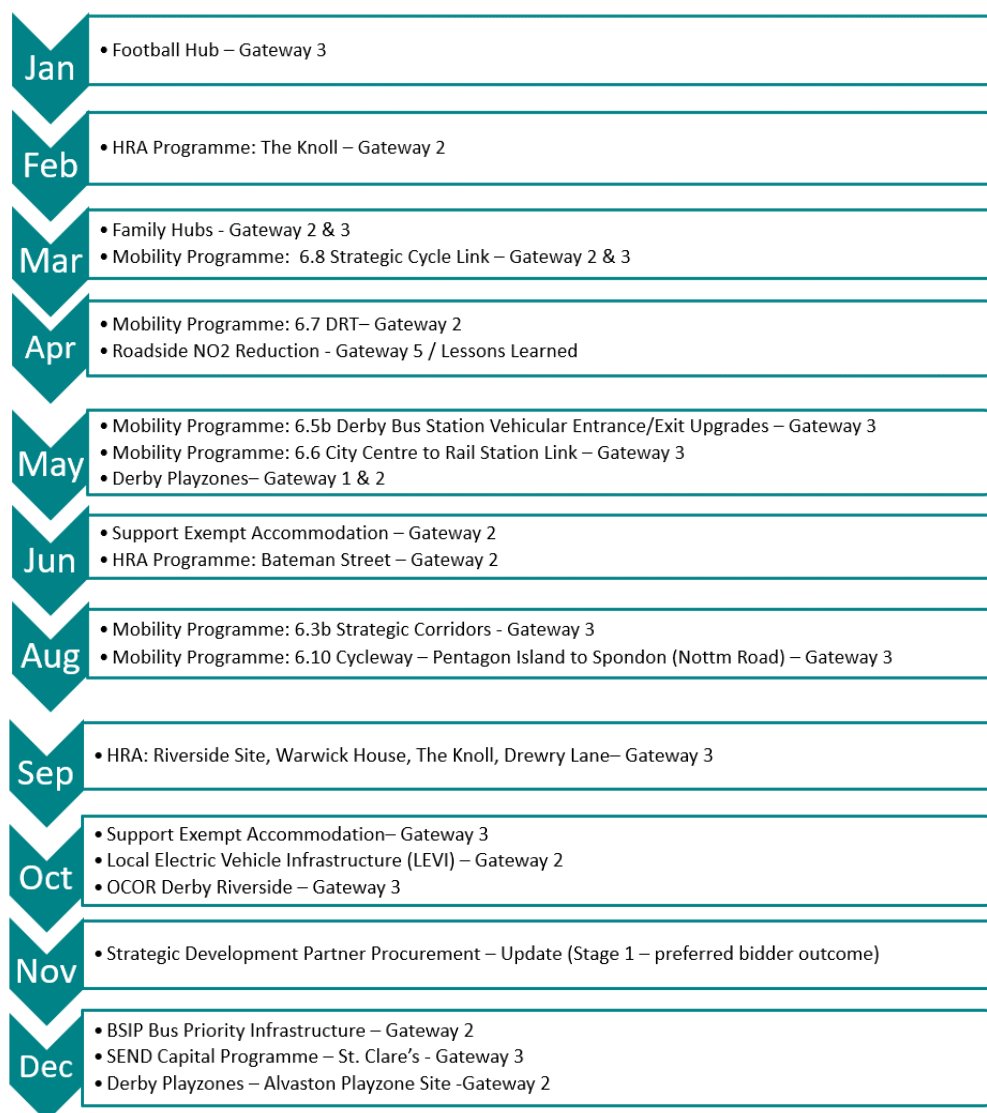 Jan
• Football Hub – Gateway 3
Feb
• HRA Programme: The Knoll – Gateway 2
Mar
• Family Hubs - Gateway 2 & 3
• Mobility Programme:  6.8 Strategic Cycle Link – Gateway 2 & 3
Apr
• Mobility Programme: 6.7 DRT– Gateway 2
• Roadside NO2 Reduction - Gateway 5 / Lessons Learned
May
• Mobility Programme: 6.5b Derby Bus Station Vehicular Entrance/Exit Upgrades – Gateway 3
• Mobility Programme: 6.6 City Centre to Rail Station Link – Gateway 3
• Derby Playzones– Gateway 1 & 2
Jun
• Support Exempt Accommodation – Gateway 2
• HRA Programme: Bateman Street – Gateway 2
Aug
• Mobility Programme: 6.3b Strategic Corridors - Gateway 3
• Mobility Programme: 6.10 Cycleway – Pentagon Island to Spondon (Nottm Road) – Gateway 3
Sep
• HRA: Riverside Site, Warwick House, The Knoll, Drewry Lane– Gateway 3
Oct
• Support Exempt Accommodation– Gateway 3
• Local Electric Vehicle Infrastructure (LEVI) – Gateway 2
• OCOR Derby Riverside – Gateway 3
Nov
• Strategic Development Partner Procurement – Update (Stage 1 – preferred bidder outcome)
Dec
• BSIP Bus Priority Infrastructure – Gateway 2
• SEND Capital Programme – St. Clare's - Gateway 3
• Derby Playzones – Alvaston Playzone Site -Gateway 2